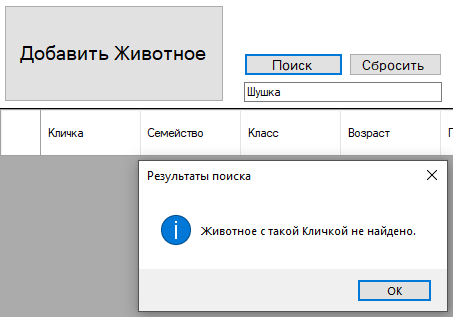 Добавить Животное
Поиск
Сбросить
Шушка
Кличка
Семейство
Класс
Возраст
Результаты поиска
Животное с такой Кличкой не найдено.
OK